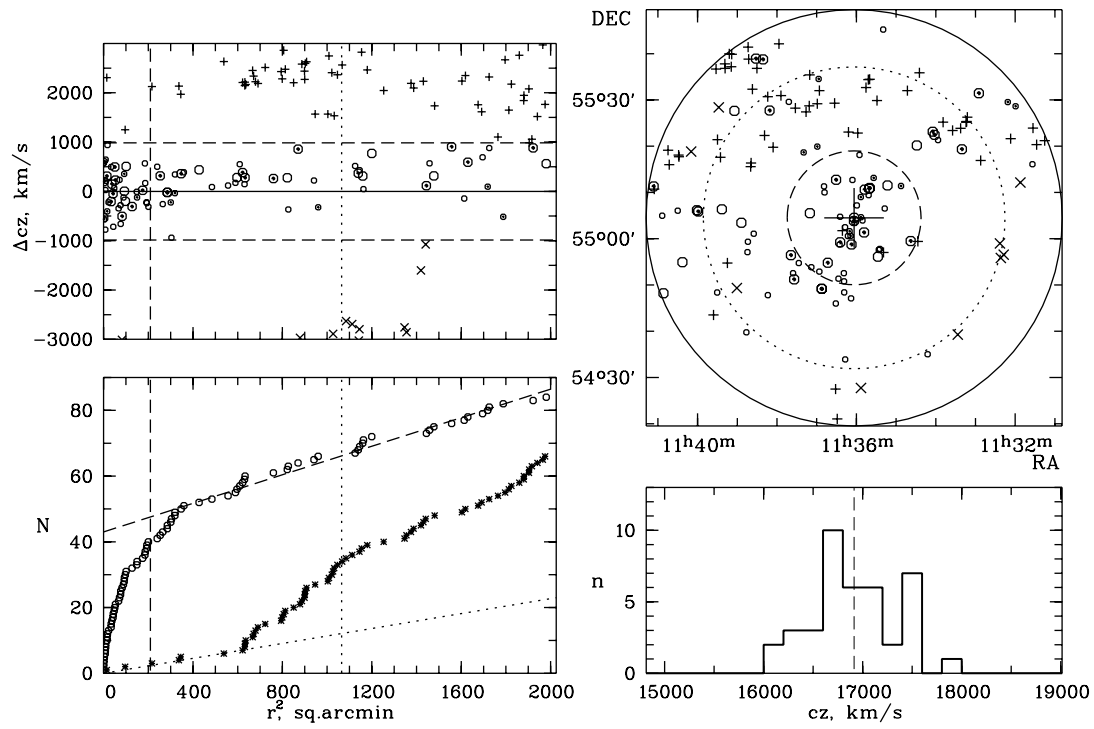 2000
1000
0
−1000
−2000
−3000
Δcz, km/s
80
60
40
20
0
N
0 400 800 1200 1600 2000
r², sq.arcmin
DEC
55°30′
55°00′
54°30′
11h40m 11h36m 11h32m
RA
10
5
0
n
15000 16000 17000 18000 19000
cz, km/s